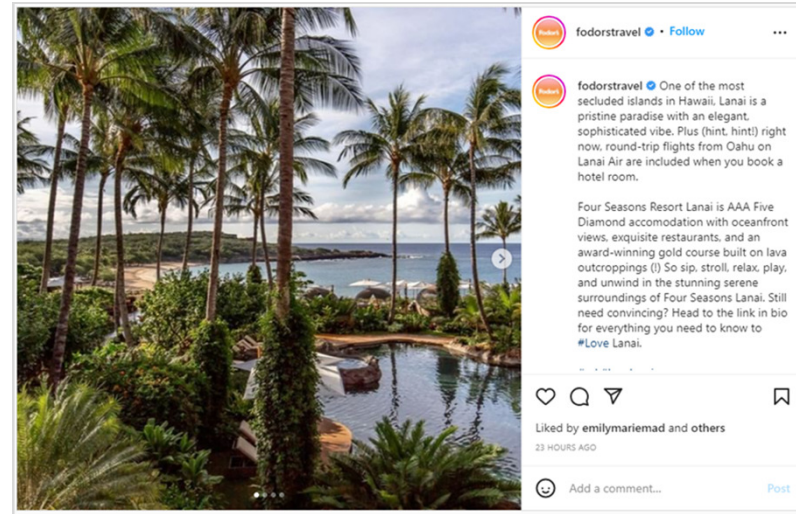 fodorstravel • Follow
fodorstravel One of the most
secluded islands in Hawaii, Lanai is a
pristine paradise with an elegant,
sophisticated vibe. Plus (hint, hint!) right
now, round-trip flights from Oahu on
Lanai Air are included when you book a
hotel room.
Four Seasons Resort Lanai is AAA Five
Diamond accomodation with oceanfront
views, exquisite restaurants, and an
award-winning gold course built on lava
outcroppings (!) So sip, stroll, relax, play,
and unwind in the stunning serene
surroundings of Four Seasons Lanai. Still
need convincing? Head to the link in bio
for everything you need to know to
#Love Lanai.
Liked by emilymariemad and others
23 HOURS AGO
Add a comment... Post